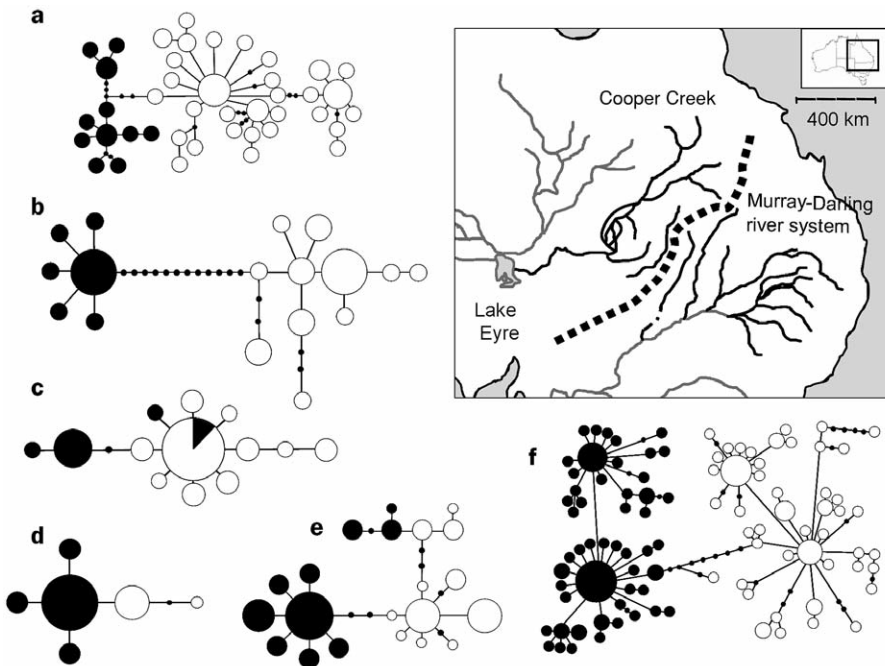 a
b
c
d
e
f
Cooper Creek
400 km
Murray-Darling
river system
Lake
Eyre